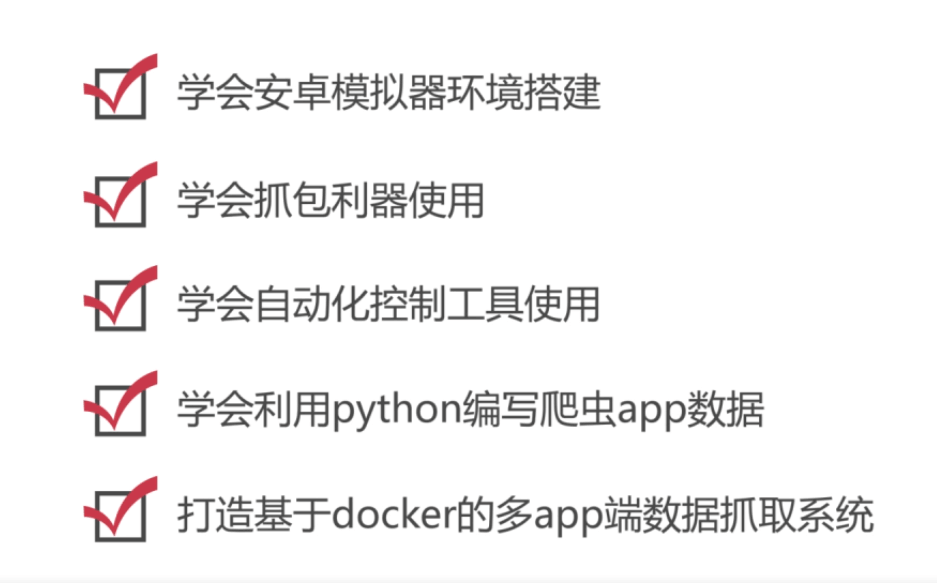 学会安卓模拟器环境搭建
学会抓包利器使用
学会自动化控制工具使用
学会利用python编写爬虫app数据
打造基于docker的多app端数据抓取系统